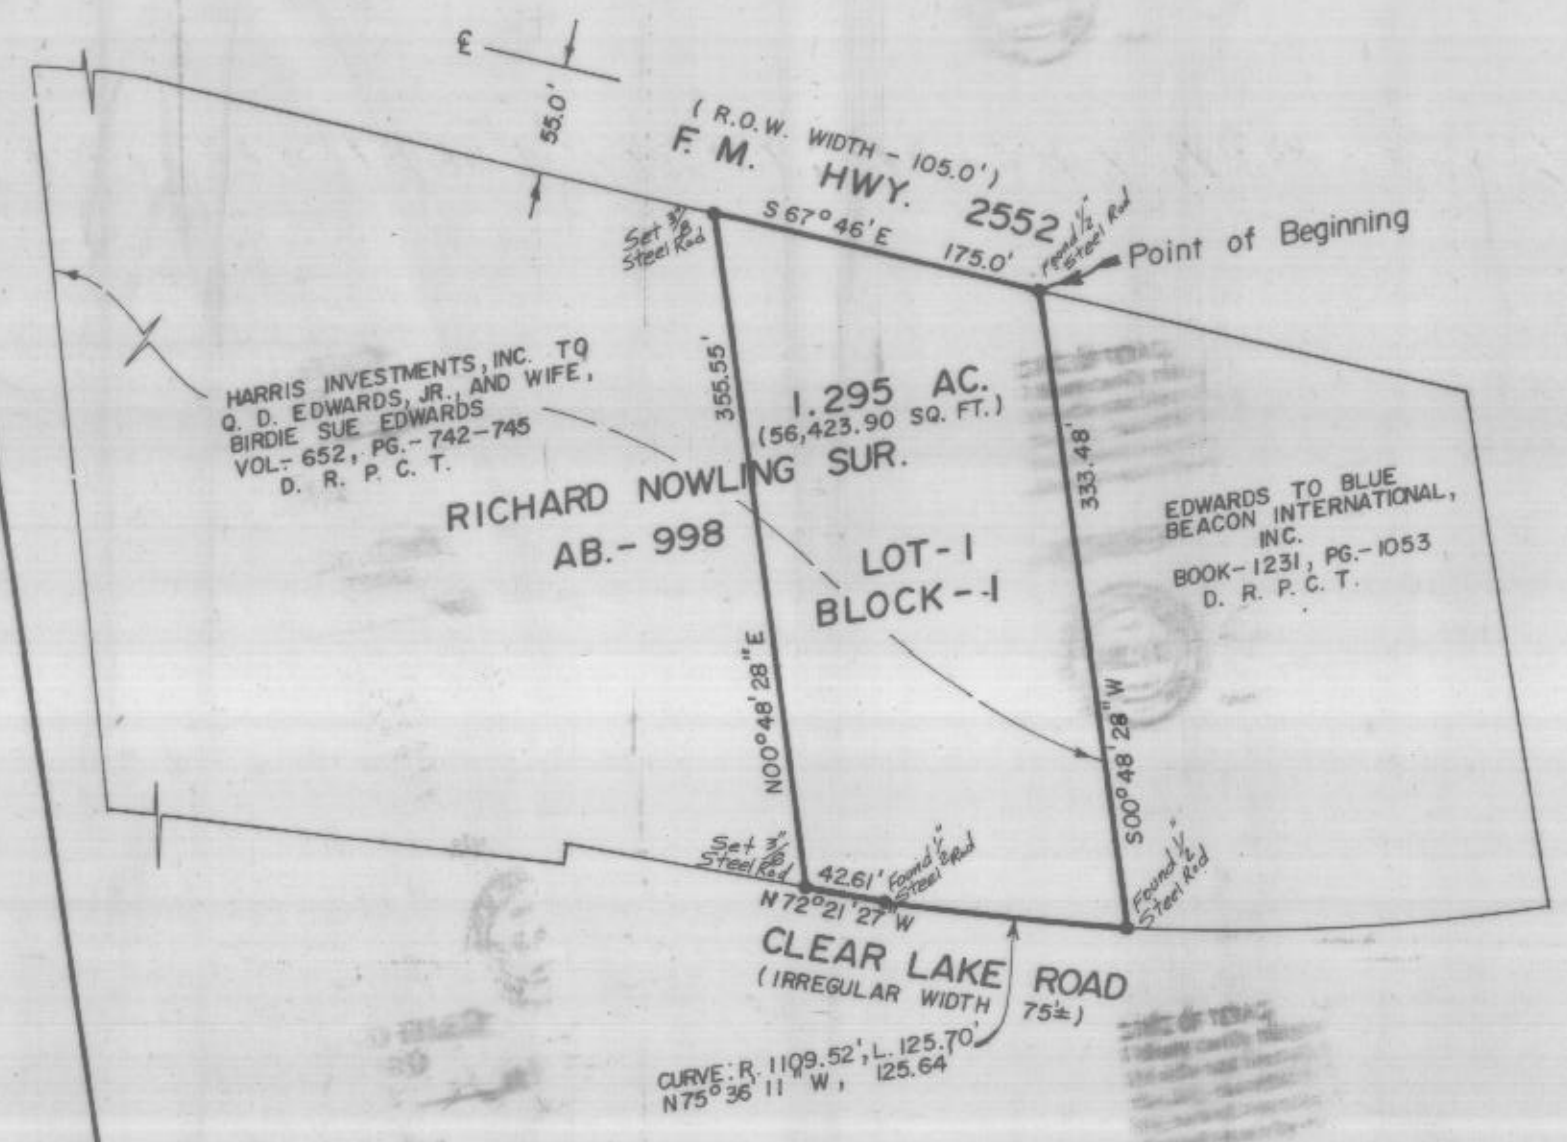 ℄
55.0'
( R.O.W. WIDTH - 105.0' )
F. M. HWY. 2552
S 67° 46' E 175.0'
Set 3/8" Steel Rod
Found 1/2" Steel Rod
Point of Beginning
HARRIS INVESTMENTS, INC. TO
Q. D. EDWARDS, JR., AND WIFE,
BIRDIE SUE EDWARDS
VOL.- 652, PG.- 742-745
D. R. P. C. T.
355.55'
1.295 AC.
(56,423.90 SQ. FT.)
RICHARD NOWLING SUR.
AB.- 998
333.48'
EDWARDS TO BLUE
BEACON INTERNATIONAL,
INC.
BOOK- 1231, PG.- 1053
D. R. P. C. T.
LOT - 1
BLOCK - 1
N00° 48' 28" E
S00° 48' 28" W
Set 3/8"
Steel Rod
42.61'
Found 1/2"
Steel Rod
Found 1/2"
Steel Rod
N 72° 21' 27" W
CLEAR LAKE ROAD
(IRREGULAR WIDTH 75'±)
CURVE: R. 1109.52', L. 125.70'
N75° 36' 11" W, 125.64'